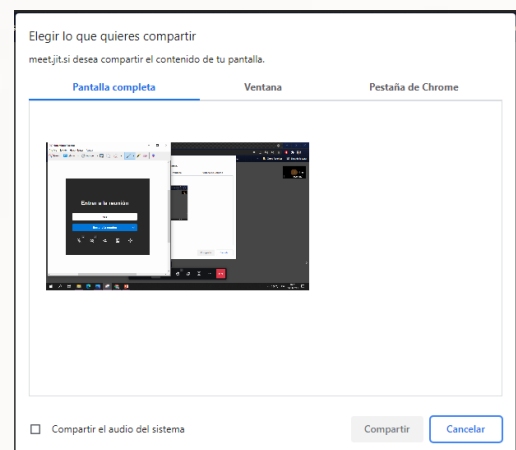 Elegir lo que quieres compartir
meet.jit.si desea compartir el contenido de tu pantalla.
Pantalla completa Ventana Pestaña de Chrome
Entrar a la reunión
Compartir el audio del sistema Compartir Cancelar